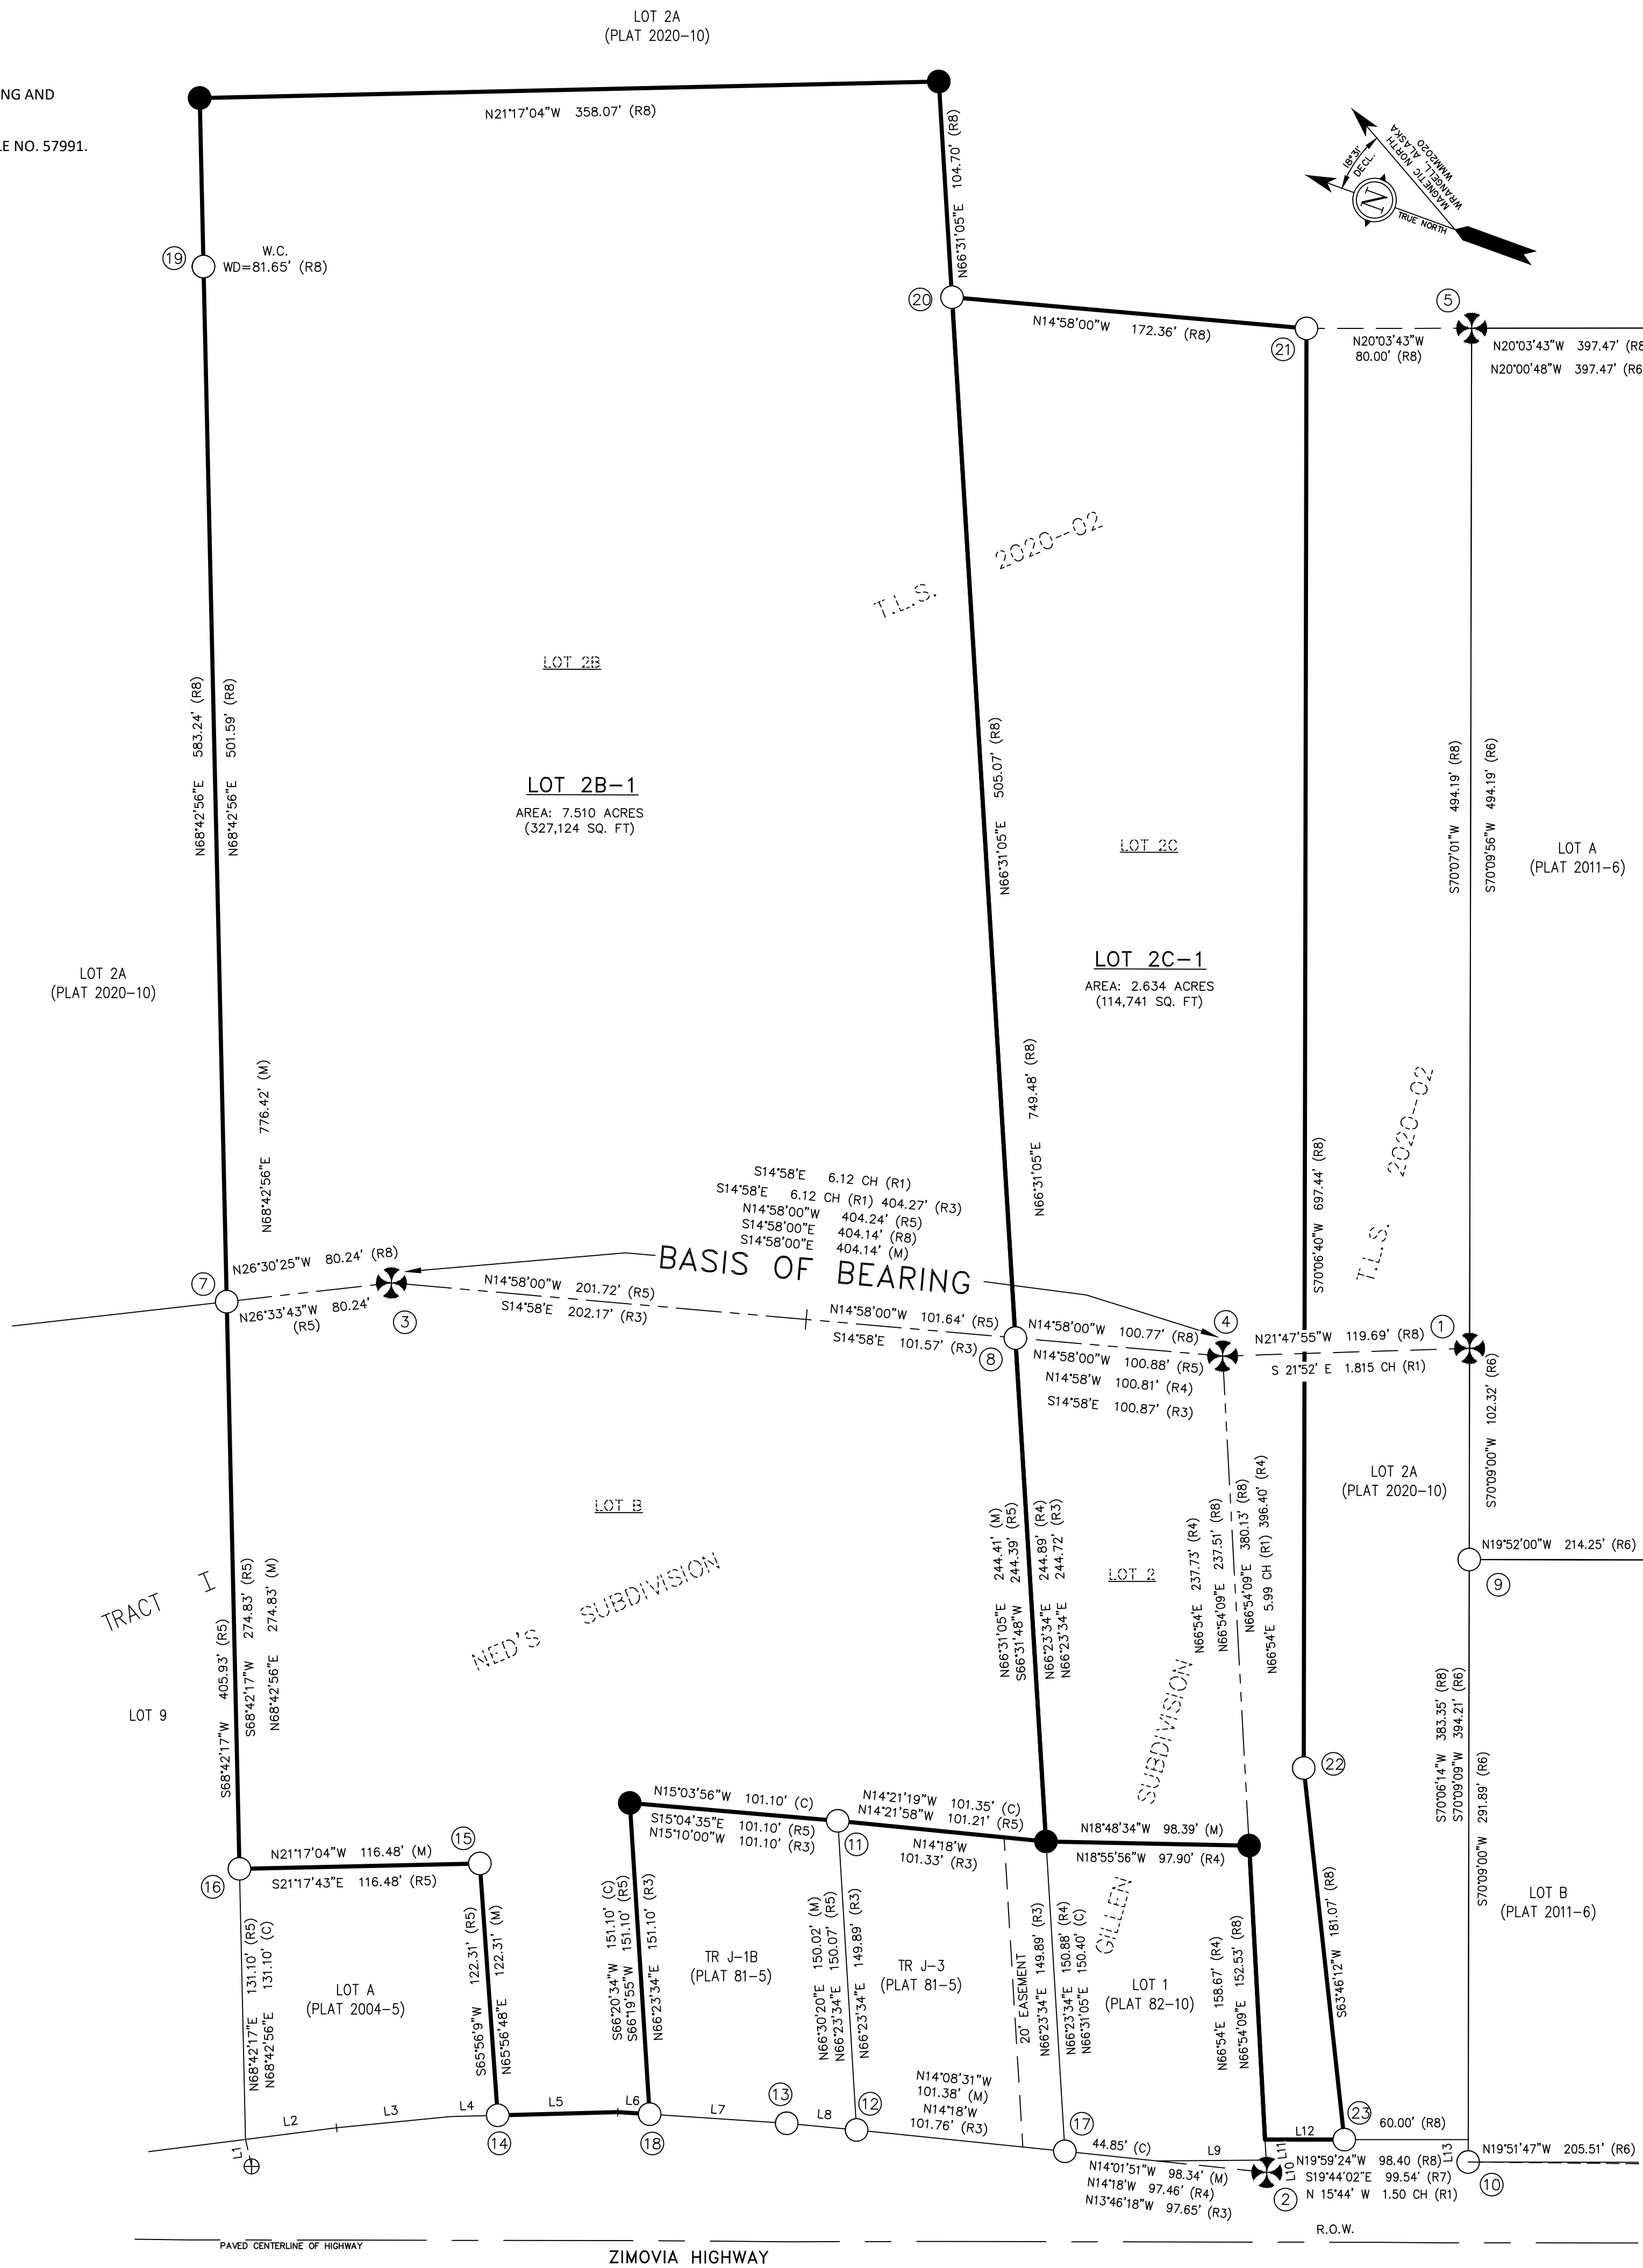 LOT 2A
(PLAT 2020-10)
NG AND
LE NO. 57991.
N21°17'04"W 358.07' (R8)
N66°31'05"E 104.70' (R8)
18°31'
DECL.
MAGNETIC NORTH
WRANGELL, ALASKA
WMM2020
N
TRUE NORTH
19
W.C.
WD=81.65' (R8)
20
N14°58'00"W 172.36' (R8)
21
N20°03'43"W
80.00' (R8)
5
N20°03'43"W 397.47' (R8
N20°00'48"W 397.47' (R6
T.L.S. 2020-02
LOT 2B
N68°42'56"E 583.24' (R8)
N68°42'56"E 501.59' (R8)
LOT 2B-1
AREA: 7.510 ACRES
(327,124 SQ. FT)
N66°31'05"E 505.07' (R8)
LOT 2C
S70°07'01"W 494.19' (R8)
S70°09'56"W 494.19' (R6)
LOT A
(PLAT 2011-6)
LOT 2A
(PLAT 2020-10)
LOT 2C-1
AREA: 2.634 ACRES
(114,741 SQ. FT)
N68°42'56"E 776.42' (M)
N66°31'05"E 749.48' (R8)
S70°06'40"W 697.44' (R8)
T.L.S. 2020-02
S14°58'E 6.12 CH (R1)
S14°58'E 6.12 CH (R1) 404.27' (R3)
N14°58'00"W 404.24' (R5)
S14°58'00"E 404.14' (R8)
S14°58'00"E 404.14' (M)
BASIS OF BEARING
7
N26°30'25"W 80.24' (R8)
N26°33'43"W 80.24'
(R5)
3
N14°58'00"W 201.72' (R5)
S14°58'E 202.17' (R3)
N14°58'00"W 101.64' (R5)
S14°58'E 101.57' (R3)
8
N14°58'00"W 100.77' (R8)
N14°58'00"W 100.88' (R5)
N14°58'W 100.81' (R4)
S14°58'E 100.87' (R3)
4
N21°47'55"W 119.69' (R8)
S 21°52' E 1.815 CH (R1)
1
S70°09'00"W 102.32' (R6)
LOT 2A
(PLAT 2020-10)
LOT B
N66°31'05"E 244.41' (M)
S66°31'48"W 244.39' (R5)
N66°23'34"E 244.89' (R4)
N66°23'34"E 244.72' (R3)
LOT 2
N66°54'E 237.73' (R4)
N66°54'09"E 237.51' (R8)
N66°54'09"E 380.13' (R8)
N66°54'E 5.99 CH (R1) 396.40' (R4)
N19°52'00"W 214.25' (R6)
9
TRACT I
NED'S SUBDIVISION
S68°42'17"W 405.93' (R5)
S68°42'17"W 274.83' (R5)
N68°42'56"E 274.83' (M)
LOT 9
GILLEN SUBDIVISION
S70°06'14"W 383.35' (R8)
S70°09'09"W 394.21' (R6)
S70°09'00"W 291.89' (R6)
22
N15°03'56"W 101.10' (C)
S15°04'35"E 101.10' (R5)
N15°10'00"W 101.10' (R3)
11
N14°21'19"W 101.35' (C)
N14°21'58"W 101.21' (R5)
N14°18'W
101.33' (R3)
N18°48'34"W 98.39' (M)
N18°55'56"W 97.90' (R4)
15
16
N21°17'04"W 116.48' (M)
S21°17'43"E 116.48' (R5)
LOT B
(PLAT 2011-6)
N68°42'17"E 131.10' (R5)
N68°42'56"E 131.10' (C)
LOT A
(PLAT 2004-5)
S65°56'9"W 122.31' (R5)
N65°56'48"E 122.31' (M)
S66°20'34"W 151.10' (C)
S66°19'55"W 151.10' (R5)
N66°23'34"E 151.10' (R3)
TR J-1B
(PLAT 81-5)
N66°30'20"E 150.02' (M)
N66°23'34"E 150.07' (R5)
N66°23'34"E 149.89' (R3)
TR J-3
(PLAT 81-5)
20' EASEMENT
N66°23'34"E 149.89' (R3)
N66°23'34"E 150.88' (R4)
N66°31'05"E 150.40' (C)
LOT 1
(PLAT 82-10)
N66°54'E 158.67' (R4)
N66°54'09"E 152.53' (R8)
S63°46'12"W 181.07' (R8)
L1
L2
L3
L4
L5
L6
L7
L8
14
18
13
12
N14°08'31"W
101.38' (M)
N14°18'W
101.76' (R3)
17
44.85' (C)
L9
N14°01'51"W 98.34' (M)
N14°18'W 97.46' (R4)
N13°46'18"W 97.65' (R3)
L10
L11
L12
23
60.00' (R8)
L13
2
N19°59'24"W 98.40 (R8)
S19°44'02"E 99.54' (R7)
N 15°44' W 1.50 CH (R1)
10
N19°51'47"W 205.51' (R6)
R.O.W.
PAVED CENTERLINE OF HIGHWAY
ZIMOVIA HIGHWAY